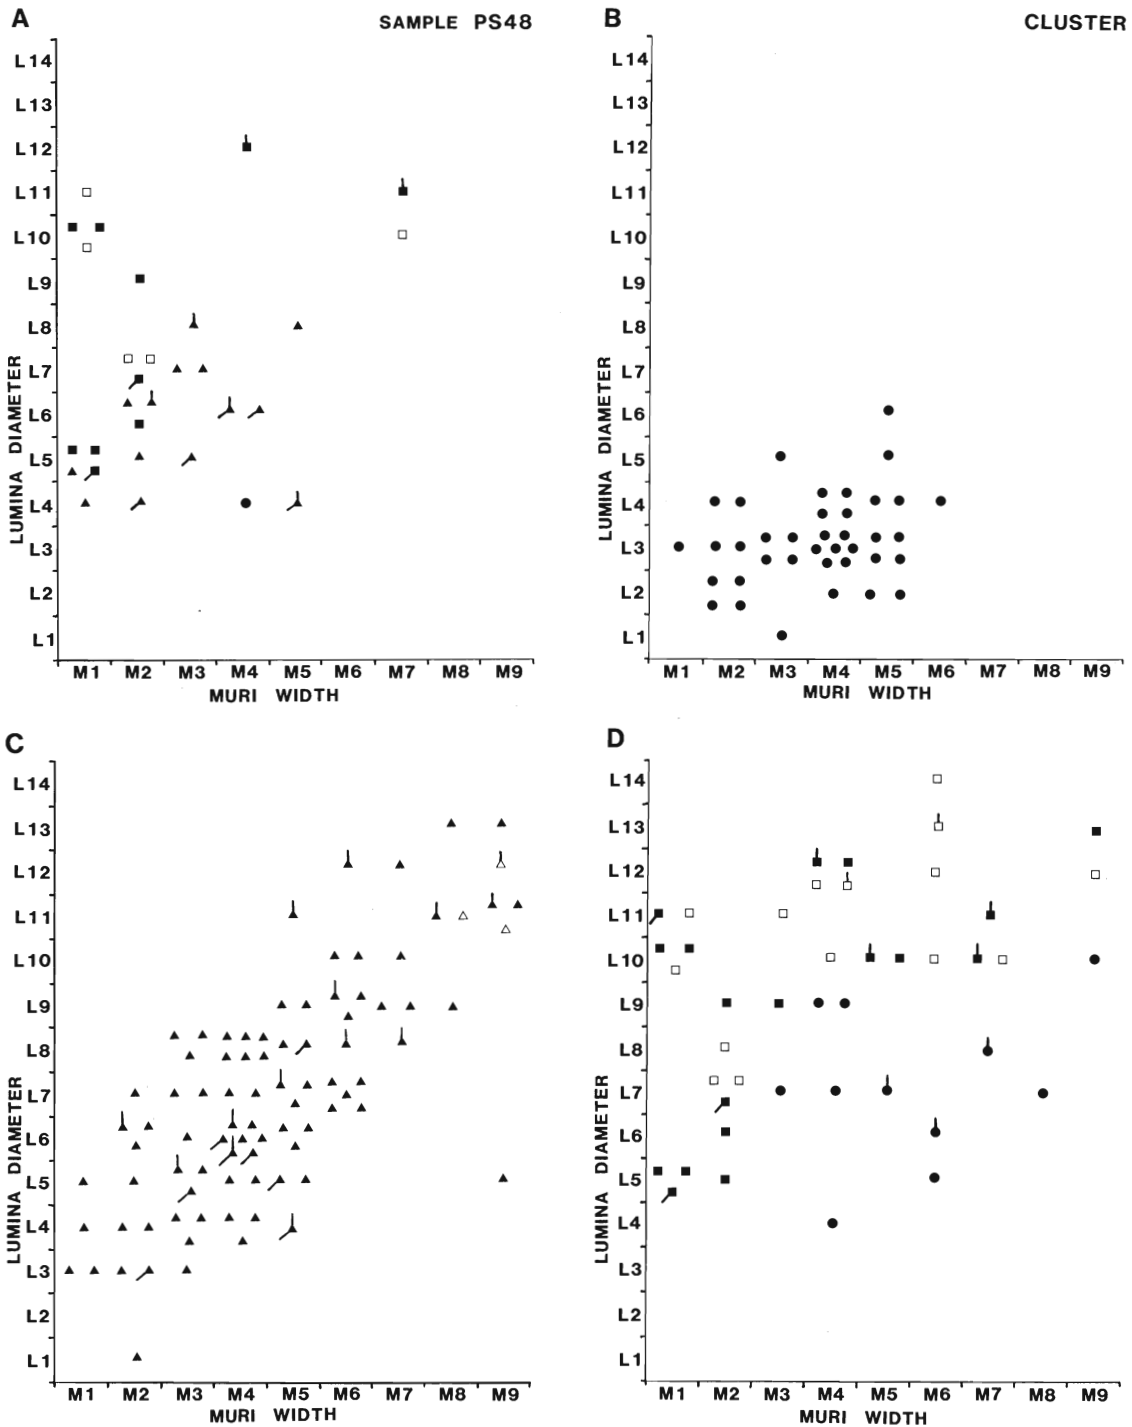 A
SAMPLE PS48
L14
L13
L12
L11
L10
L9
L8
L7
L6
L5
L4
L3
L2
L1
LUMINA DIAMETER
M1 M2 M3 M4 M5 M6 M7 M8 M9
MURI WIDTH
B
CLUSTER
L14
L13
L12
L11
L10
L9
L8
L7
L6
L5
L4
L3
L2
L1
LUMINA DIAMETER
M1 M2 M3 M4 M5 M6 M7 M8 M9
MURI WIDTH
C
L14
L13
L12
L11
L10
L9
L8
L7
L6
L5
L4
L3
L2
L1
LUMINA DIAMETER
M1 M2 M3 M4 M5 M6 M7 M8 M9
MURI WIDTH
D
L14
L13
L12
L11
L10
L9
L8
L7
L6
L5
L4
L3
L2
L1
LUMINA DIAMETER
M1 M2 M3 M4 M5 M6 M7 M8 M9
MURI WIDTH